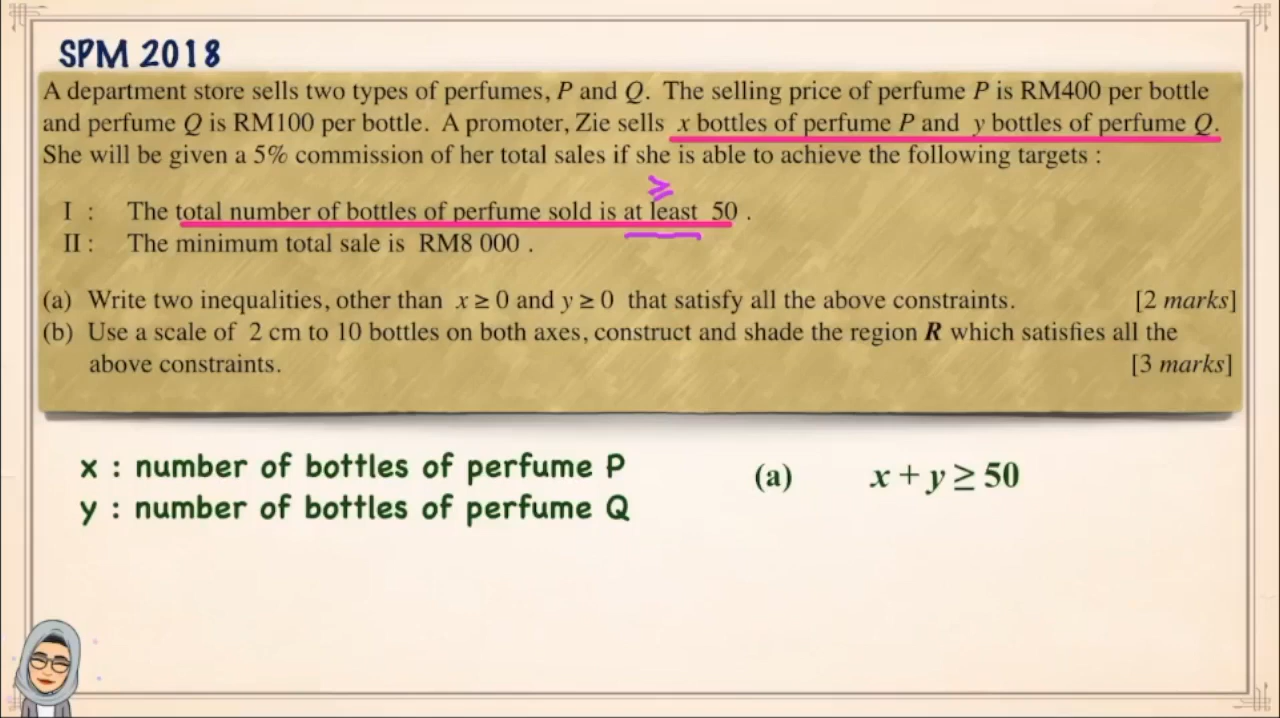 SPM 2018
A department store sells two types of perfumes, P and Q. The selling price of perfume P is RM400 per bottle
and perfume Q is RM100 per bottle. A promoter, Zie sells x bottles of perfume P and y bottles of perfume Q.
She will be given a 5% commission of her total sales if she is able to achieve the following targets :
≥
I : The total number of bottles of perfume sold is at least 50 .
II : The minimum total sale is RM8 000 .
(a) Write two inequalities, other than x ≥ 0 and y ≥ 0 that satisfy all the above constraints. [2 marks]
(b) Use a scale of 2 cm to 10 bottles on both axes, construct and shade the region R which satisfies all the
above constraints. [3 marks]
x : number of bottles of perfume P
y : number of bottles of perfume Q
(a) x + y ≥ 50